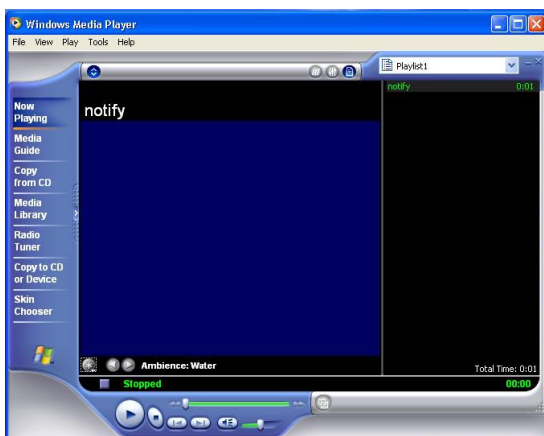 Windows Media Player
File View Play Tools Help
Playlist1
notify 0:01
Now
Playing
Media
Guide
Copy
from CD
Media
Library
Radio
Tuner
Copy to CD
or Device
Skin
Chooser
notify
Ambience: Water
Total Time: 0:01
Stopped 00:00